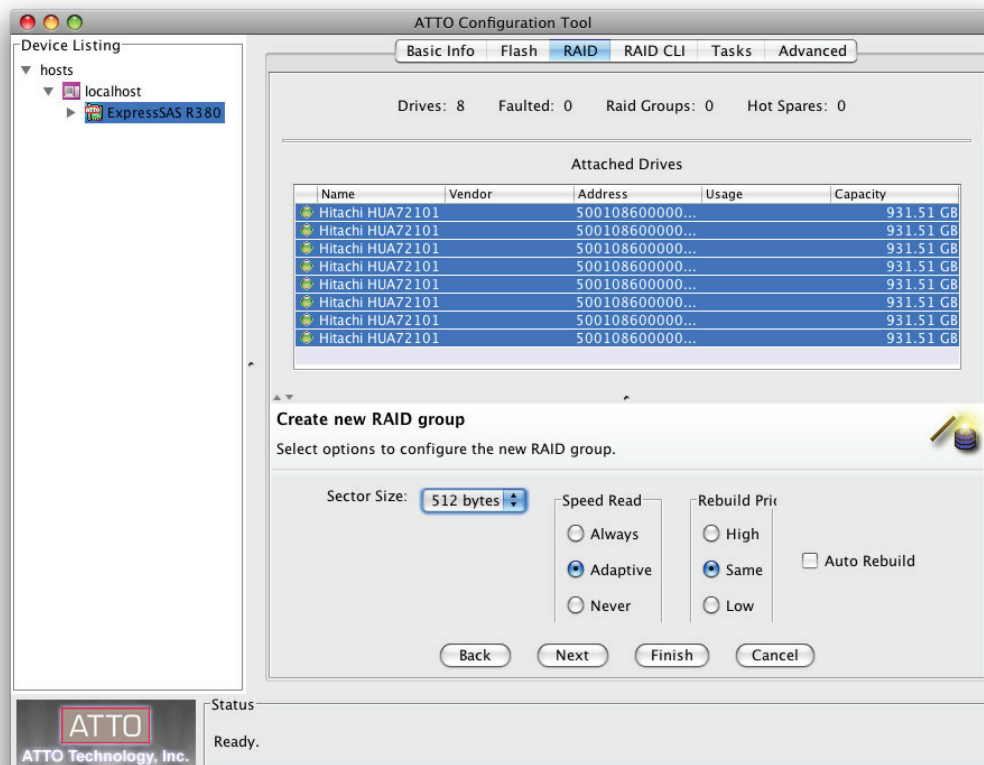 ATTO Configuration Tool
Device Listing
hosts
localhost
ATTO
ExpressSAS R380
Basic Info Flash RAID RAID CLI Tasks Advanced
Drives: 8 Faulted: 0 Raid Groups: 0 Hot Spares: 0
Attached Drives
Name Vendor Address Usage Capacity
Hitachi HUA72101 500108600000... 931.51 GB
Hitachi HUA72101 500108600000... 931.51 GB
Hitachi HUA72101 500108600000... 931.51 GB
Hitachi HUA72101 500108600000... 931.51 GB
Hitachi HUA72101 500108600000... 931.51 GB
Hitachi HUA72101 500108600000... 931.51 GB
Hitachi HUA72101 500108600000... 931.51 GB
Hitachi HUA72101 500108600000... 931.51 GB
Create new RAID group
Select options to configure the new RAID group.
Sector Size: 512 bytes
Speed Read
Always
Adaptive
Never
Rebuild Pric
High
Same
Low
Auto Rebuild
Back Next Finish Cancel
ATTO
ATTO Technology, Inc.
Status
Ready.